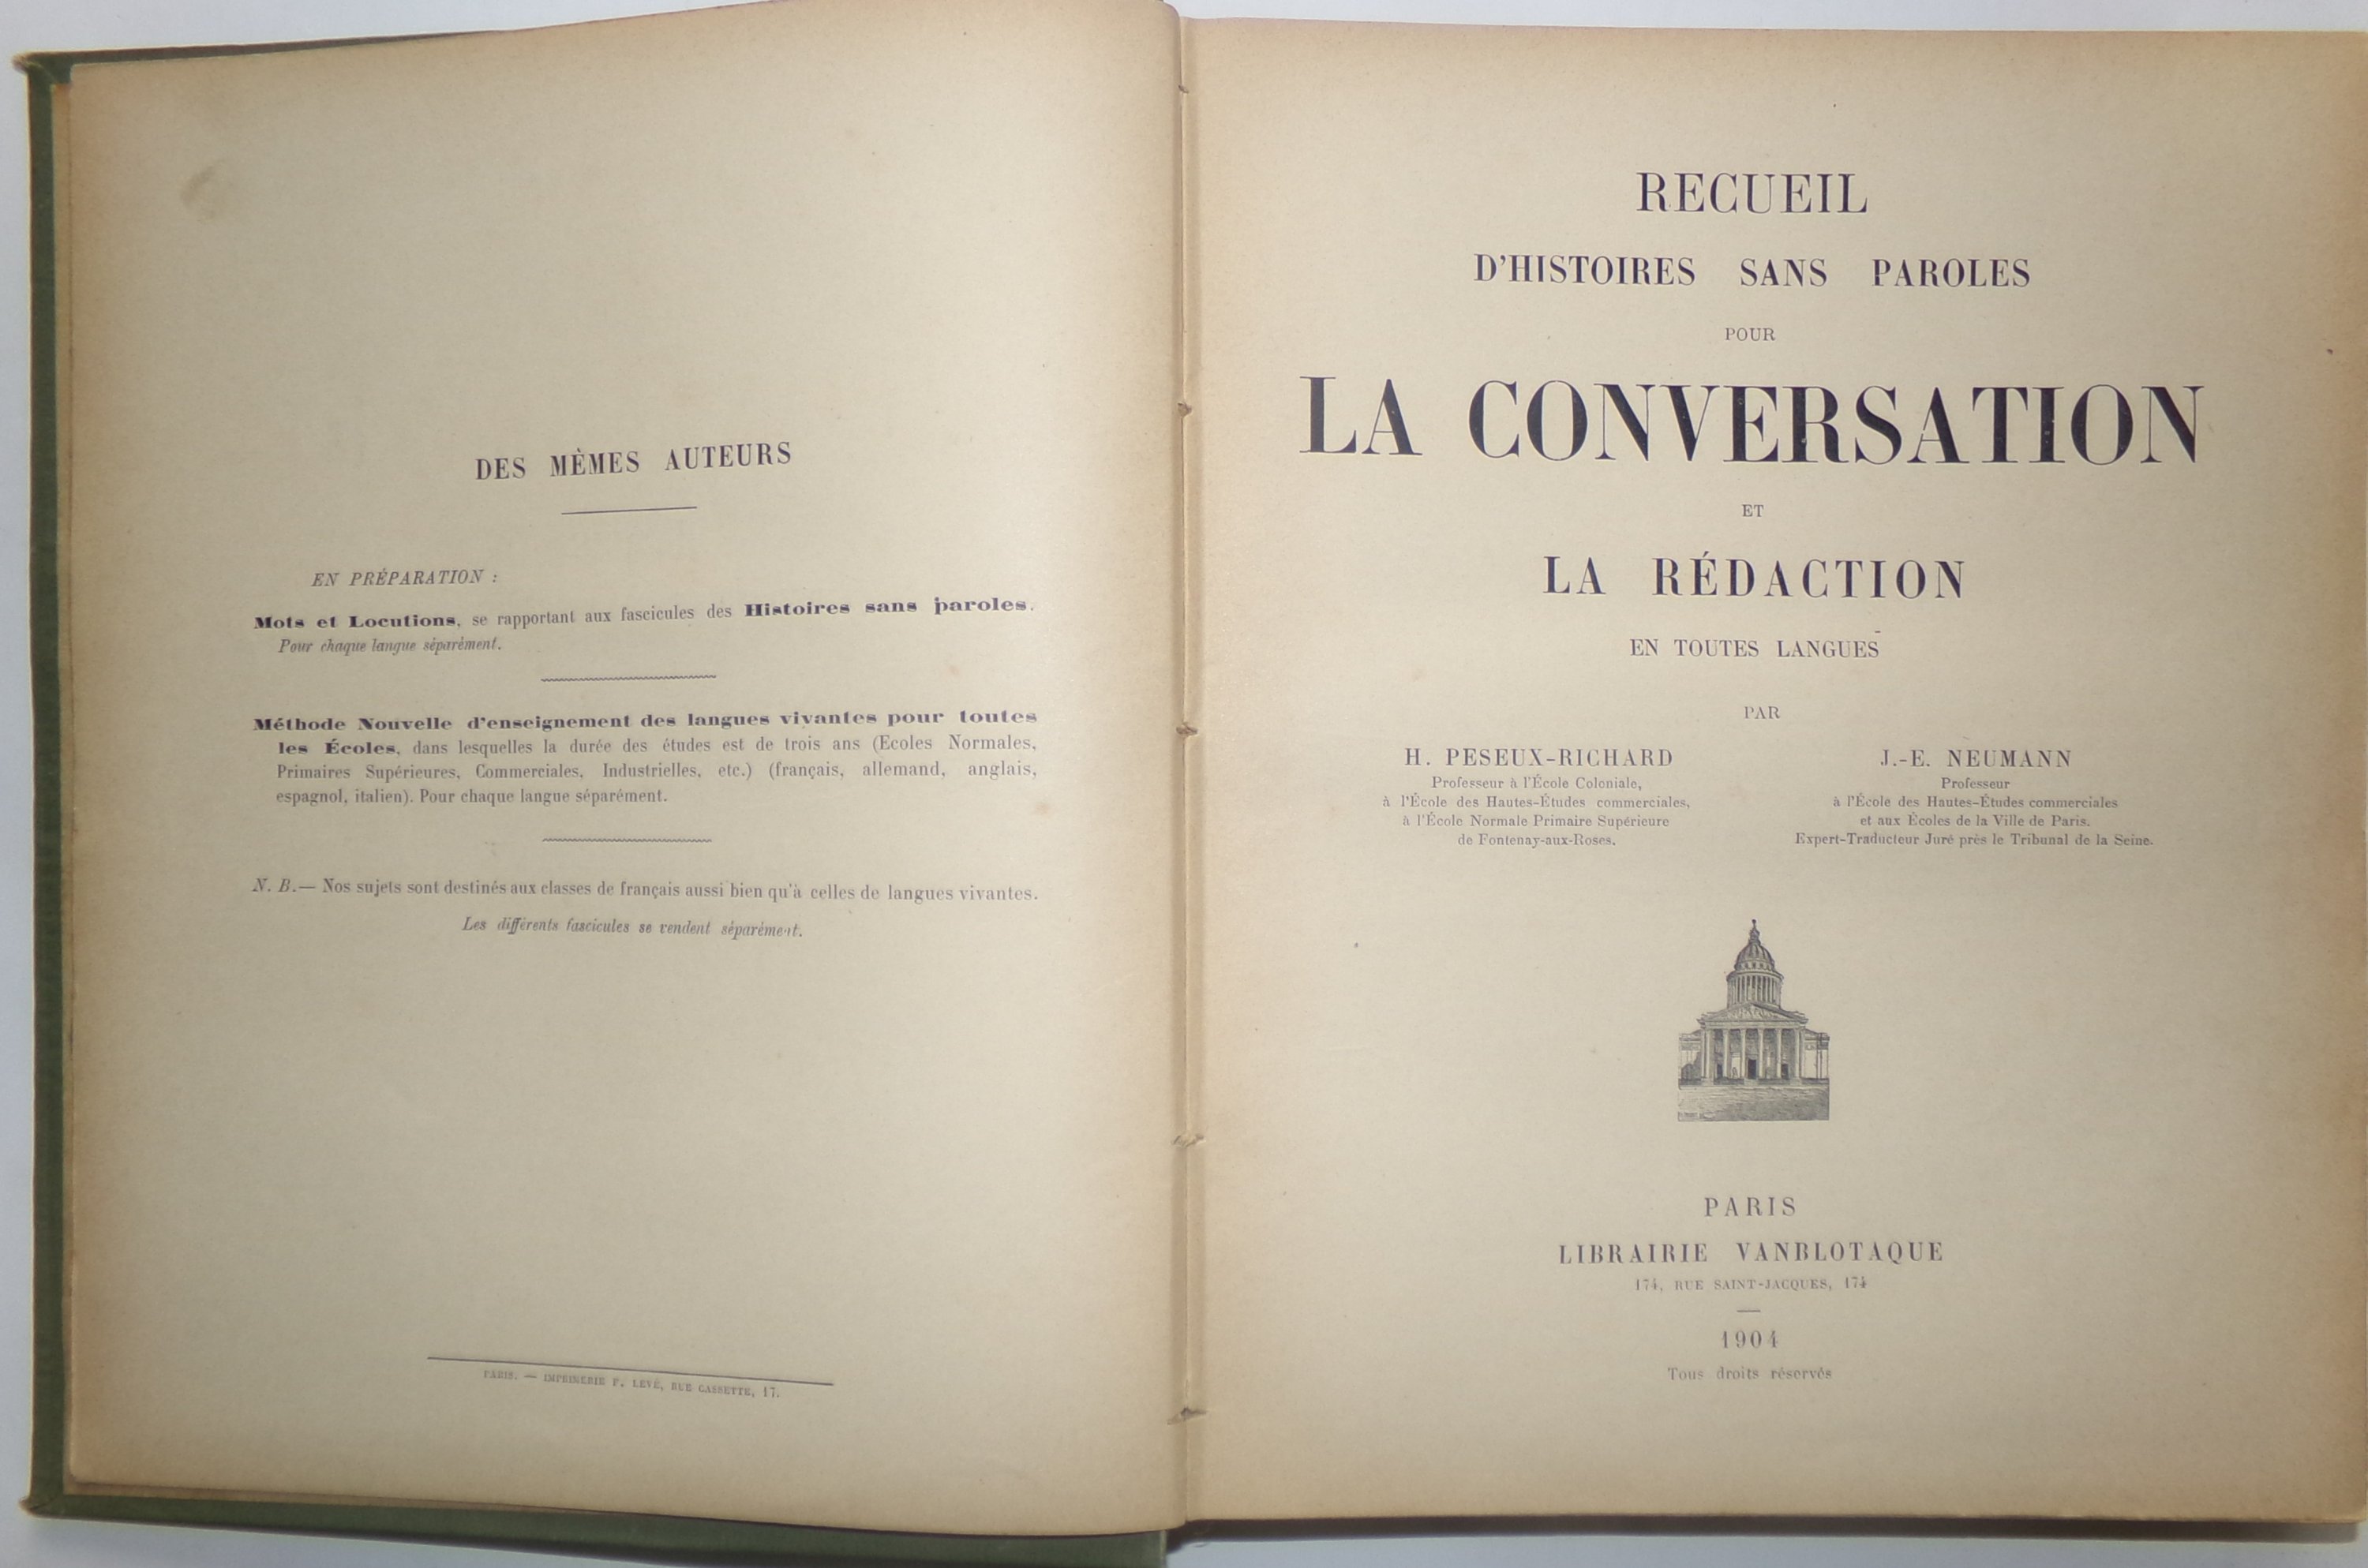 DES MÊMES AUTEURS
EN PRÉPARATION :
Mots et Locutions, se rapportant aux fascicules des Histoires sans paroles.
Pour chaque langue séparément.
Méthode Nouvelle d'enseignement des langues vivantes pour toutes
les Écoles, dans lesquelles la durée des études est de trois ans (Ecoles Normales,
Primaires Supérieures, Commerciales, Industrielles, etc.) (français, allemand, anglais,
espagnol, italien). Pour chaque langue séparément.
N. B.— Nos sujets sont destinés aux classes de français aussi bien qu'à celles de langues vivantes.
Les différents fascicules se vendent séparément.
PARIS. — IMPRIMERIE F. LEVÉ, RUE CASSETTE, 17.
RECUEIL
D'HISTOIRES SANS PAROLES
POUR
LA CONVERSATION
ET
LA RÉDACTION
EN TOUTES LANGUES
PAR
H. PESEUX-RICHARD
Professeur à l'École Coloniale,
à l'École des Hautes-Études commerciales,
à l'École Normale Primaire Supérieure
de Fontenay-aux-Roses.
J.-E. NEUMANN
Professeur
à l'École des Hautes-Études commerciales
et aux Écoles de la Ville de Paris.
Expert-Traducteur Juré près le Tribunal de la Seine.
PARIS
LIBRAIRIE VANBLOTAQUE
174, RUE SAINT-JACQUES, 174
1904
Tous droits réservés